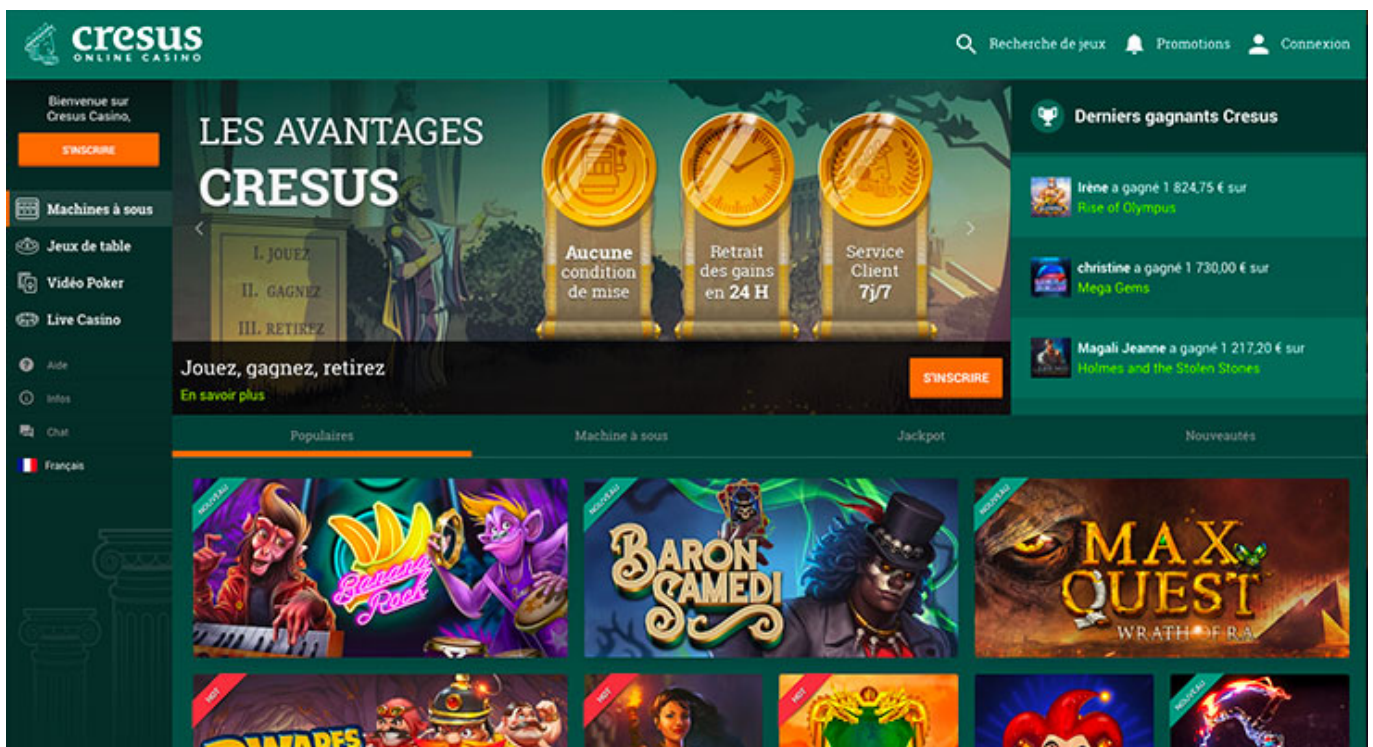 cresus
ONLINE CASINO
Recherche de jeux
Promotions
Connexion
Bienvenue sur
Cresus Casino,
S'INSCRIRE
Machines à sous
Jeux de table
Vidéo Poker
Live Casino
Aide
Infos
Chat
Français
LES AVANTAGES
CRESUS
I. JOUEZ
II. GAGNEZ
III. RETIREZ
Aucune
condition
de mise
Retrait
des gains
en 24 H
Service
Client
7j/7
Jouez, gagnez, retirez
En savoir plus
S'INSCRIRE
Derniers gagnants Cresus
Irène a gagné 1 824,75 € sur
Rise of Olympus
christine a gagné 1 730,00 € sur
Mega Gems
Magali Jeanne a gagné 1 217,20 € sur
Holmes and the Stolen Stones
Populaires
Machine à sous
Jackpot
Nouveautés
NOUVEAU
Banana
Rock
NOUVEAU
BARON
SAMEDI
NOUVEAU
MAX
QUEST
WRATH OF RA
HOT
DWARFS
HOT
HOT
NOUVEAU